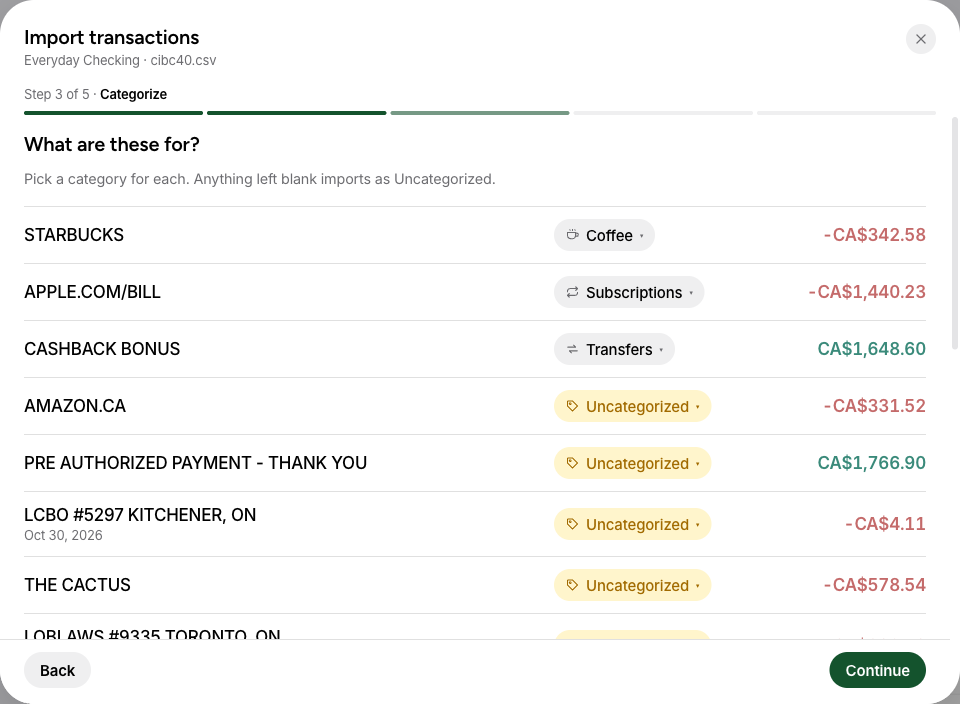 Import transactions
Everyday Checking · cibc40.csv
Step 3 of 5 · Categorize
What are these for?
Pick a category for each. Anything left blank imports as Uncategorized.
STARBUCKS Coffee -CA$342.58
APPLE.COM/BILL Subscriptions -CA$1,440.23
CASHBACK BONUS Transfers CA$1,648.60
AMAZON.CA Uncategorized -CA$331.52
PRE AUTHORIZED PAYMENT - THANK YOU Uncategorized CA$1,766.90
LCBO #5297 KITCHENER, ON Uncategorized -CA$4.11
Oct 30, 2026
THE CACTUS Uncategorized -CA$578.54
LOBLAWS #9335 TORONTO, ON
Back Continue